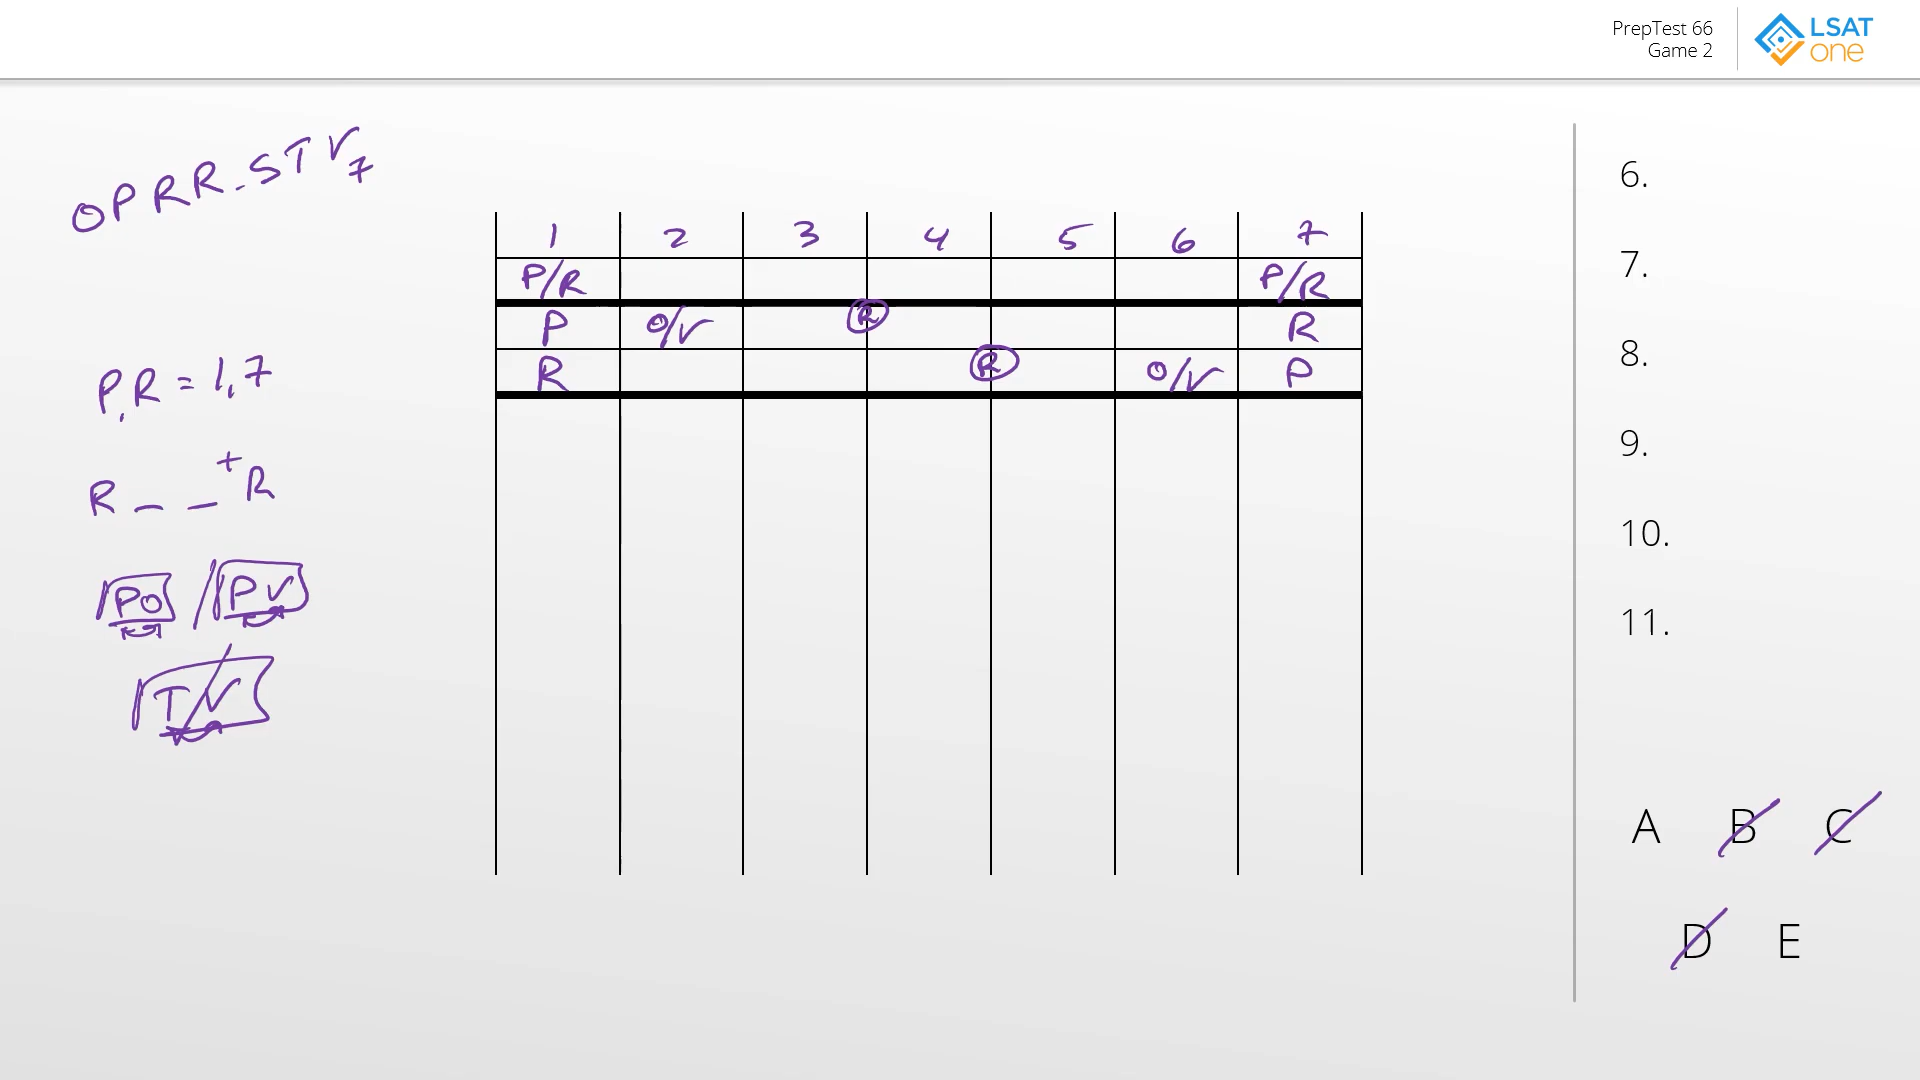 PrepTest 66
Game 2
LSAT
one
O P R R - S T V 7
1 2 3 4 5 6 7
P/R P/R
P O/V R R
R R O/V P
P, R = 1, 7
R _ _ + R
PO / PV
TV
6.
7.
8.
9.
10.
11.
A B C
D E